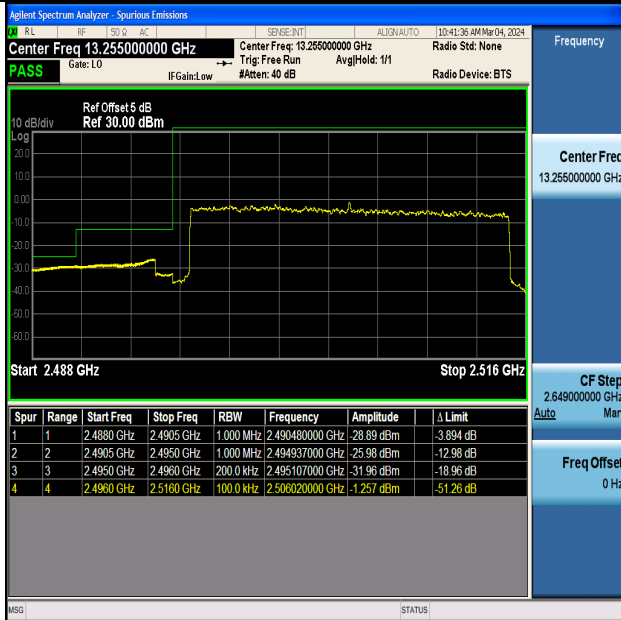 Agilent Spectrum Analyzer - Spurious Emissions
RL RF 50 Ω AC SENSE:INT ALIGN AUTO 10:41:36 AM Mar 04, 2024
Center Freq 13.255000000 GHz
Center Freq: 13.255000000 GHz
Radio Std: None
Trig: Free Run Avg|Hold: 1/1
PASS
Gate: LO
IFGain:Low
#Atten: 40 dB
Radio Device: BTS
Frequency
Ref Offset 5 dB
10 dB/div Ref 30.00 dBm
Log
20.0
10.0
0.00
-10.0
-20.0
-30.0
-40.0
-50.0
-60.0
Start 2.488 GHz Stop 2.516 GHz
Center Freq
13.255000000 GHz
CF Step
2.649000000 GHz
Auto Man
Freq Offset
0 Hz
Spur Range Start Freq Stop Freq RBW Frequency Amplitude Δ Limit
1 1 2.4880 GHz 2.4905 GHz 1.000 MHz 2.490480000 GHz -28.89 dBm -3.894 dB
2 2 2.4905 GHz 2.4950 GHz 1.000 MHz 2.494937000 GHz -25.98 dBm -12.98 dB
3 3 2.4950 GHz 2.4960 GHz 200.0 kHz 2.495107000 GHz -31.96 dBm -18.96 dB
4 4 2.4960 GHz 2.5160 GHz 100.0 kHz 2.506020000 GHz -1.257 dBm -51.26 dB
MSG STATUS